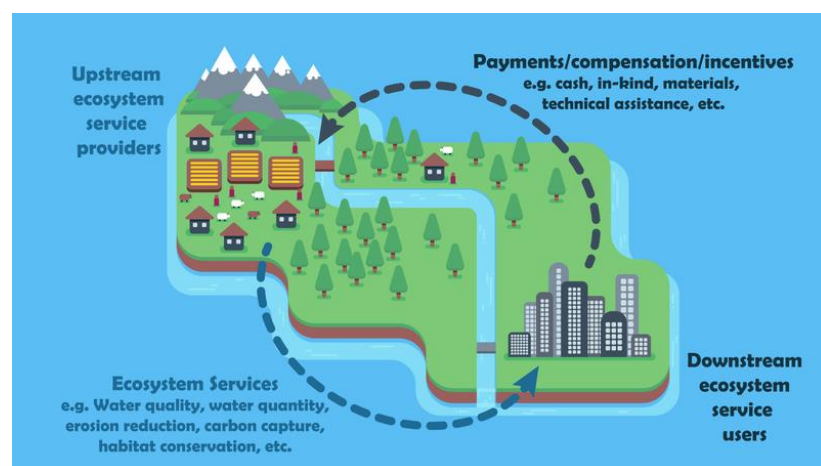 Upstream
ecosystem
service
providers
Payments/compensation/incentives
e.g. cash, in-kind, materials,
technical assistance, etc.
Ecosystem Services
e.g. Water quality, water quantity,
erosion reduction, carbon capture,
habitat conservation, etc.
Downstream
ecosystem
service
users